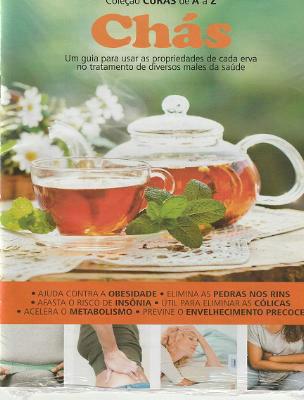 Coleção CURAS de A a Z
Chás
Um guia para usar as propriedades de cada erva
no tratamento de diversos males da saúde
• AJUDA CONTRA A OBESIDADE • ELIMINA AS PEDRAS NOS RINS
• AFASTA O RISCO DE INSÔNIA • ÚTIL PARA ELIMINAR AS CÓLICAS
• ACELERA O METABOLISMO • PREVINE O ENVELHECIMENTO PRECOCE